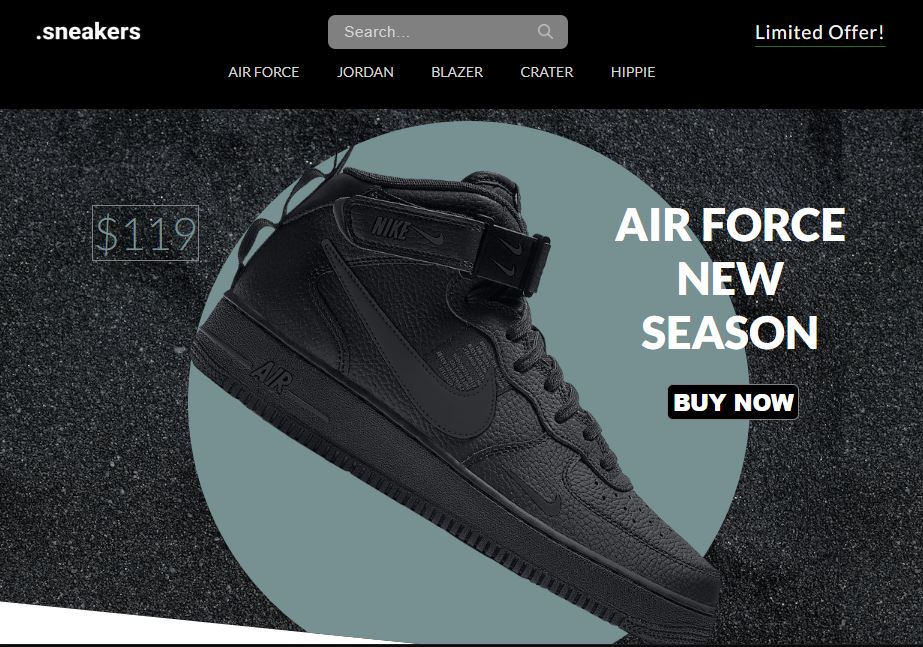 .sneakers
Search...
Limited Offer!
AIR FORCE
JORDAN
BLAZER
CRATER
HIPPIE
$119
NIKE
AIR
AIR FORCE
NEW
SEASON
BUY NOW